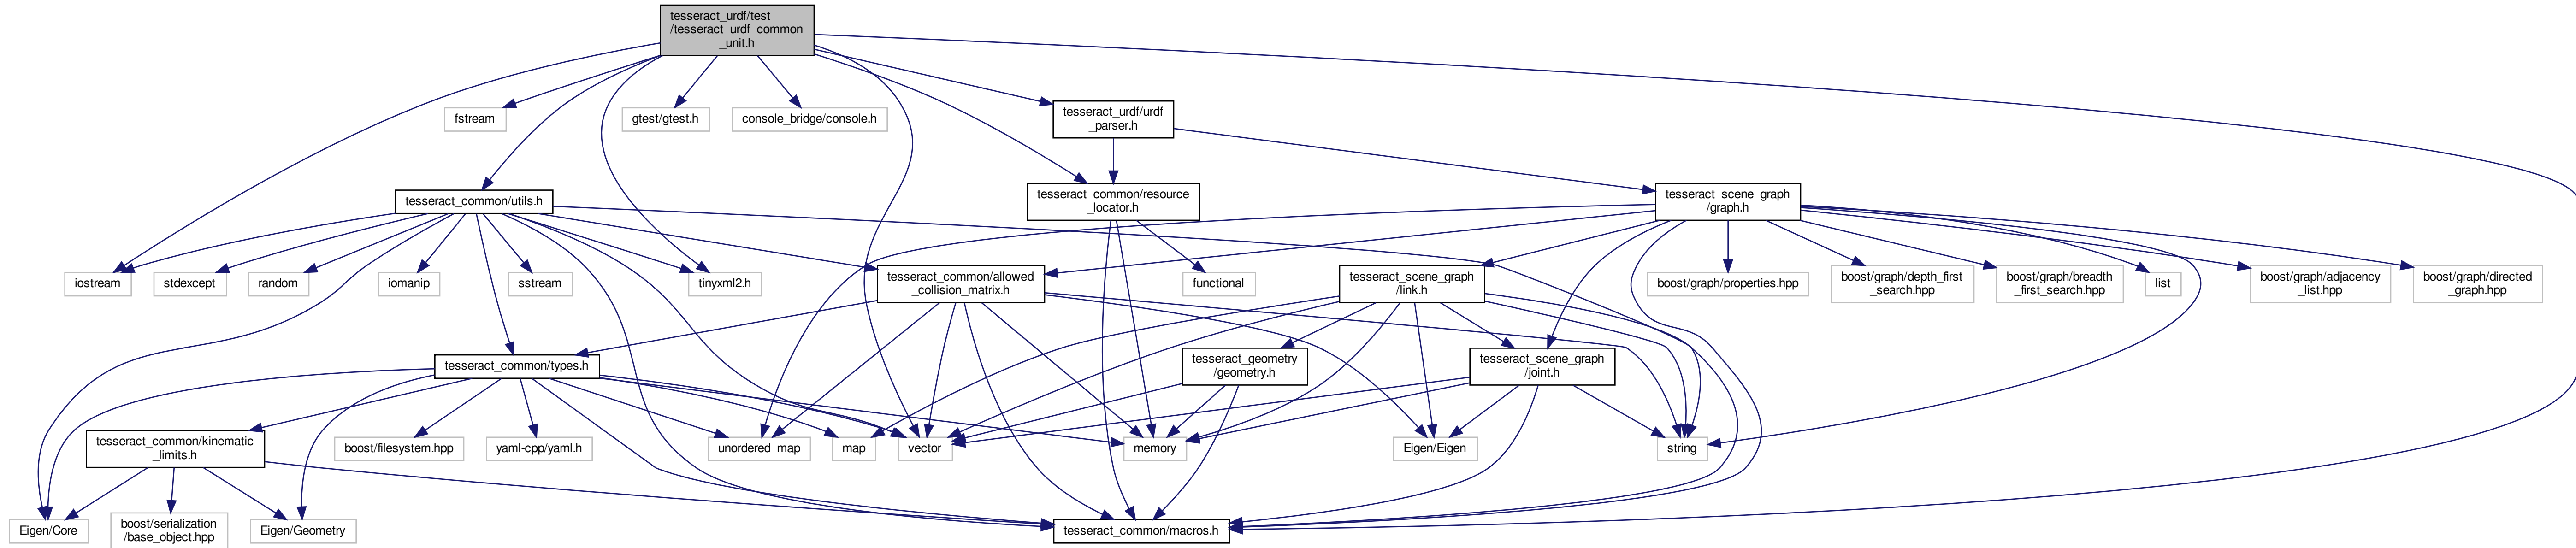 tesseract_urdf/test
/tesseract_urdf_common
_unit.h
fstream
gtest/gtest.h
console_bridge/console.h
tesseract_urdf/urdf
_parser.h
tesseract_common/utils.h
tesseract_common/resource
_locator.h
tesseract_scene_graph
/graph.h
iostream
stdexcept
random
iomanip
sstream
tinyxml2.h
tesseract_common/allowed
_collision_matrix.h
functional
tesseract_scene_graph
/link.h
boost/graph/properties.hpp
boost/graph/depth_first
_search.hpp
boost/graph/breadth
_first_search.hpp
list
boost/graph/adjacency
_list.hpp
boost/graph/directed
_graph.hpp
tesseract_common/types.h
tesseract_geometry
/geometry.h
tesseract_scene_graph
/joint.h
tesseract_common/kinematic
_limits.h
boost/filesystem.hpp
yaml-cpp/yaml.h
unordered_map
map
vector
memory
Eigen/Eigen
string
Eigen/Core
boost/serialization
/base_object.hpp
Eigen/Geometry
tesseract_common/macros.h